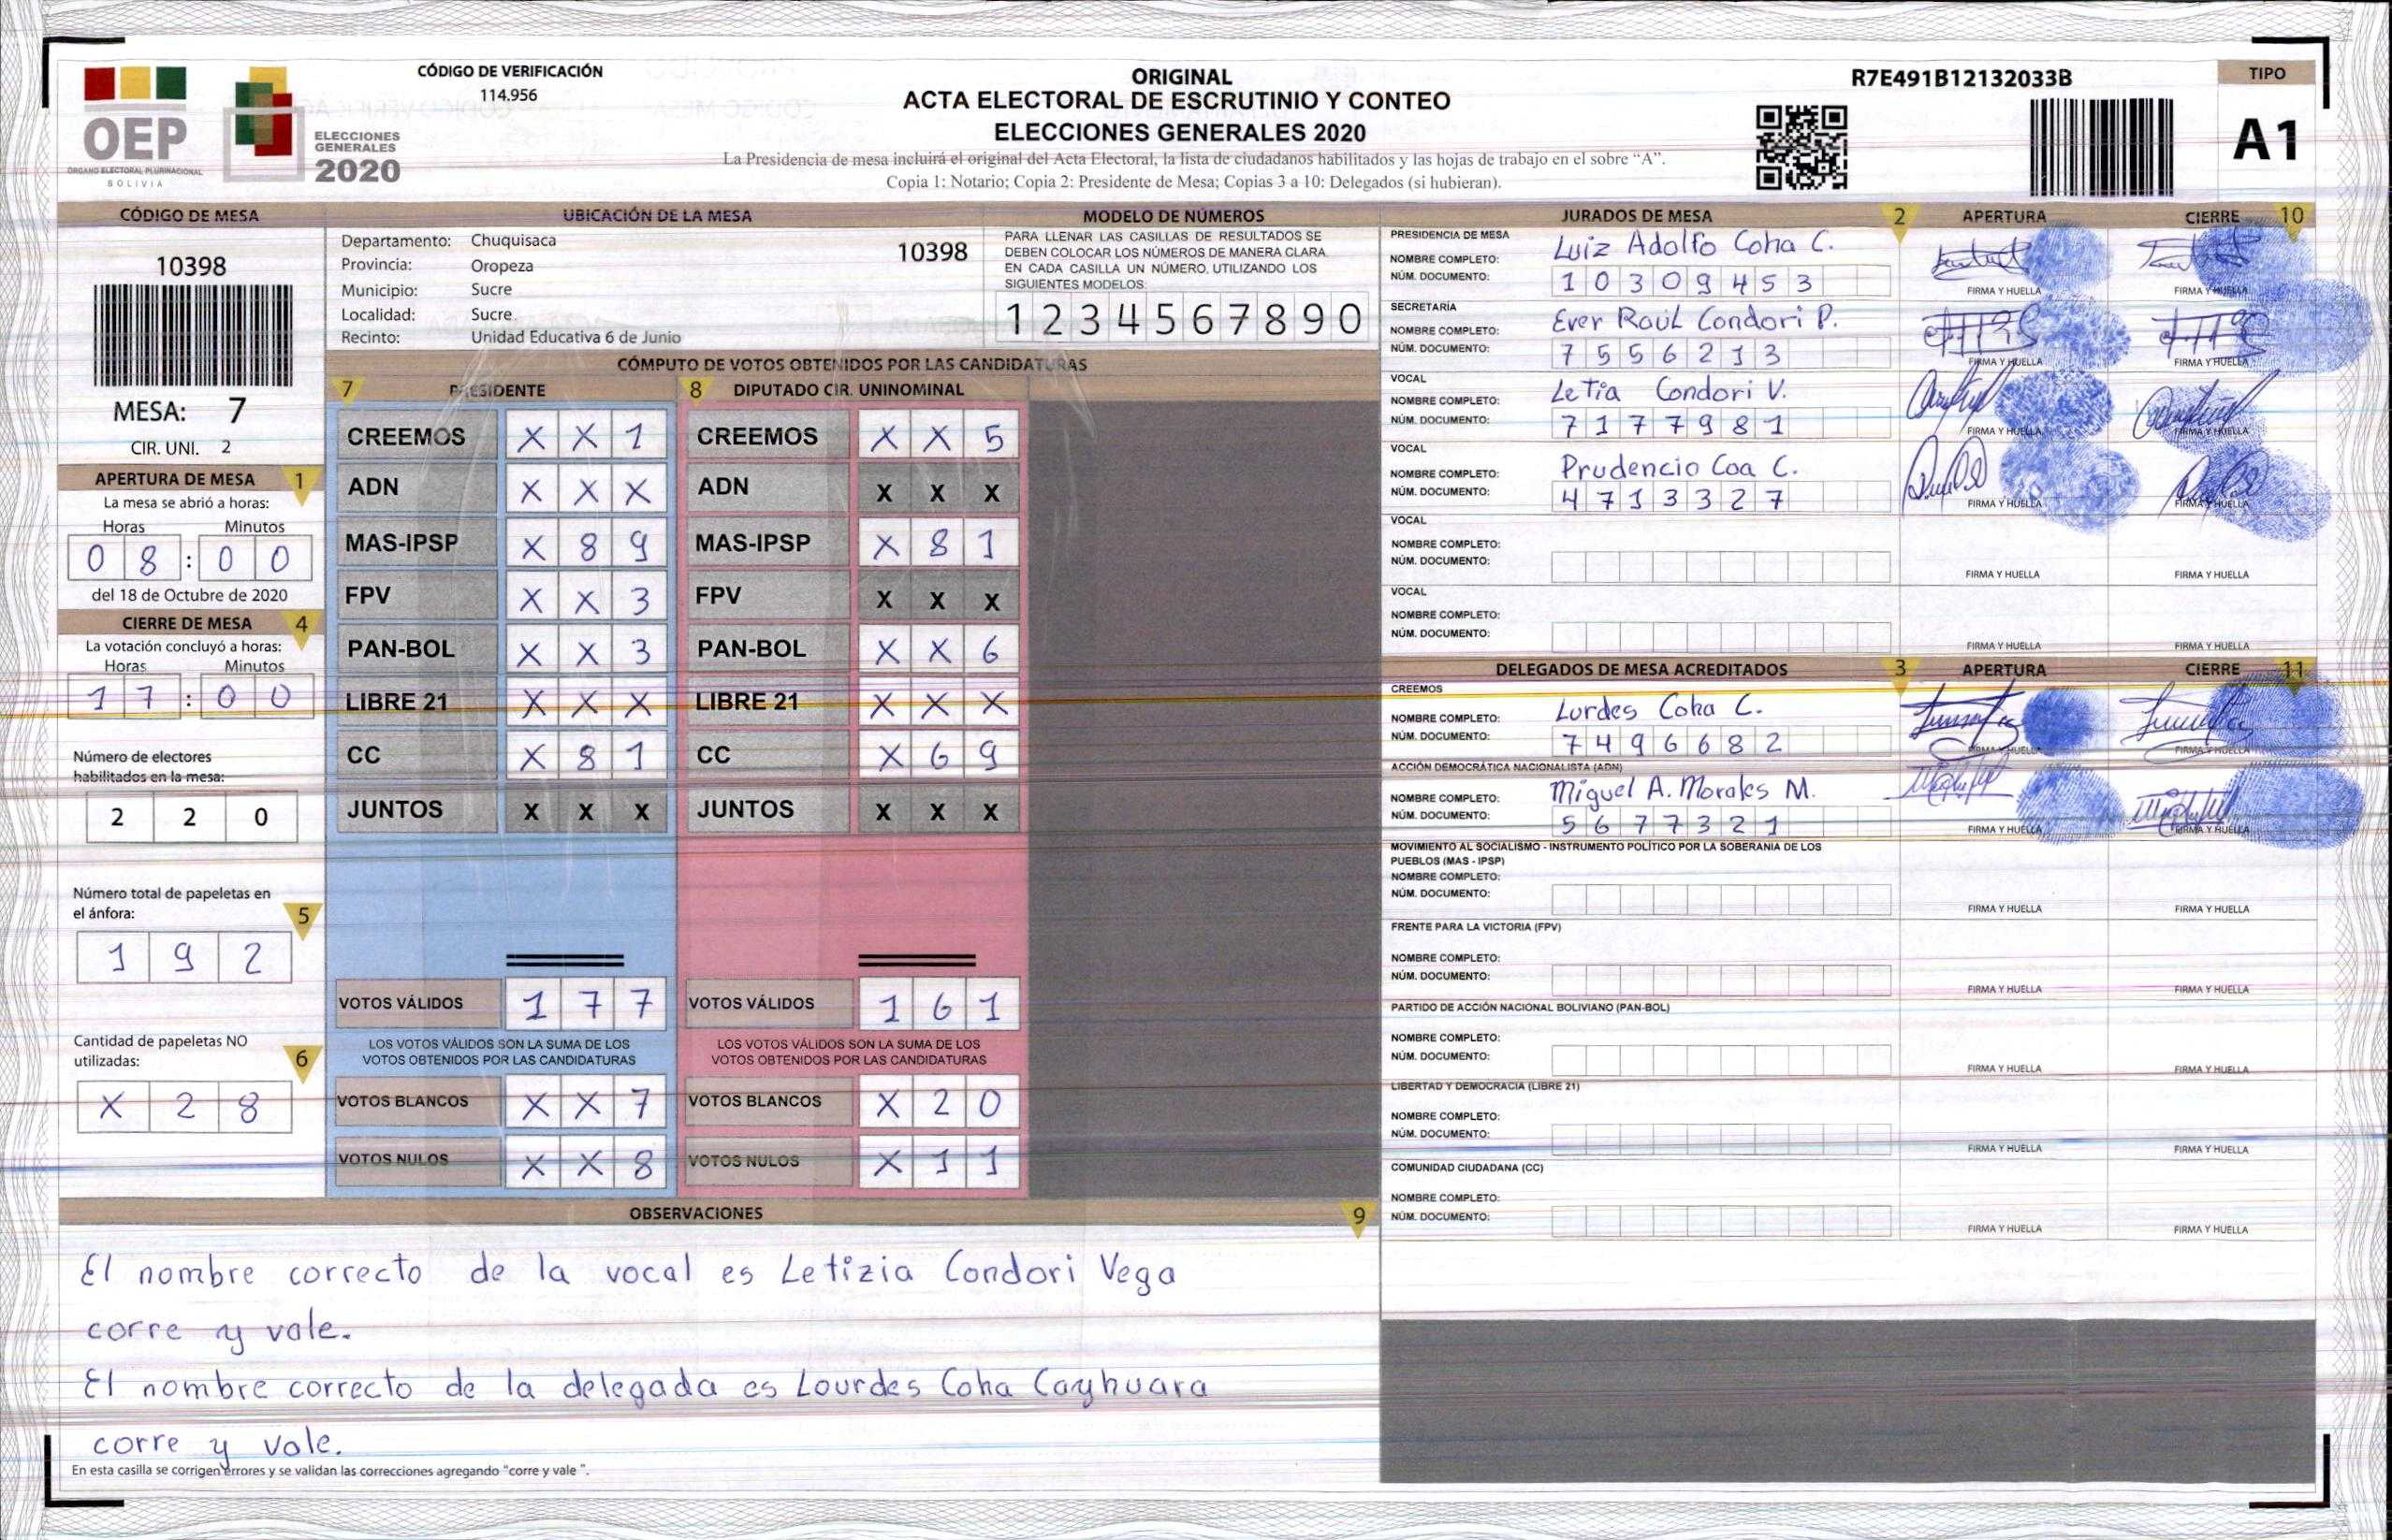 OEP
ÓRGANO ELECTORAL PLURINACIONAL
BOLIVIA
ELECCIONES
GENERALES
2020
CÓDIGO DE VERIFICACIÓN
114.956
ORIGINAL
ACTA ELECTORAL DE ESCRUTINIO Y CONTEO
ELECCIONES GENERALES 2020
La Presidencia de mesa incluirá el original del Acta Electoral, la lista de ciudadanos habilitados y las hojas de trabajo en el sobre “A”.
Copia 1: Notario; Copia 2: Presidente de Mesa; Copias 3 a 10: Delegados (si hubieran).
R7E491B12132033B
TIPO
A1
CÓDIGO DE MESA
10398
MESA: 7
CIR. UNI. 2
APERTURA DE MESA 1
La mesa se abrió a horas:
Horas Minutos
0 8 : 0 0
del 18 de Octubre de 2020
CIERRE DE MESA 4
La votación concluyó a horas:
Horas Minutos
1 7 : 0 0
Número de electores
habilitados en la mesa:
2 2 0
Número total de papeletas en
el ánfora:
5
1 9 2
Cantidad de papeletas NO
utilizadas:
6
X 2 8
UBICACIÓN DE LA MESA
Departamento: Chuquisaca
10398
Provincia: Oropeza
Municipio: Sucre
Localidad: Sucre
Recinto: Unidad Educativa 6 de Junio
MODELO DE NÚMEROS
PARA LLENAR LAS CASILLAS DE RESULTADOS SE
DEBEN COLOCAR LOS NÚMEROS DE MANERA CLARA.
EN CADA CASILLA UN NÚMERO, UTILIZANDO LOS
SIGUIENTES MODELOS:
1 2 3 4 5 6 7 8 9 0
CÓMPUTO DE VOTOS OBTENIDOS POR LAS CANDIDATURAS
7 PRESIDENTE
CREEMOS X X 1
ADN X X X
MAS-IPSP X 8 9
FPV X X 3
PAN-BOL X X 3
LIBRE 21 X X X
CC X 8 1
JUNTOS X X X
VOTOS VÁLIDOS 1 7 7
LOS VOTOS VÁLIDOS SON LA SUMA DE LOS
VOTOS OBTENIDOS POR LAS CANDIDATURAS
VOTOS BLANCOS X X 7
VOTOS NULOS X X 8
8 DIPUTADO CIR. UNINOMINAL
CREEMOS X X 5
ADN X X X
MAS-IPSP X 8 1
FPV X X X
PAN-BOL X X 6
LIBRE 21 X X X
CC X 6 9
JUNTOS X X X
VOTOS VÁLIDOS 1 6 1
LOS VOTOS VÁLIDOS SON LA SUMA DE LOS
VOTOS OBTENIDOS POR LAS CANDIDATURAS
VOTOS BLANCOS X 2 0
VOTOS NULOS X 1 1
OBSERVACIONES 9
El nombre correcto de la vocal es Letizia Condori Vega
corre y vale.
El nombre correcto de la delegada es Lourdes Coha Cayhuara
corre y vale.
En esta casilla se corrigen errores y se validan las correcciones agregando “corre y vale ”.
JURADOS DE MESA 2 APERTURA CIERRE 10
PRESIDENCIA DE MESA
NOMBRE COMPLETO: Luiz Adolfo Coha C.
NÚM. DOCUMENTO: 1 0 3 0 9 4 5 3
FIRMA Y HUELLA FIRMA Y HUELLA
SECRETARÍA
NOMBRE COMPLETO: Ever Raúl Condori P.
NÚM. DOCUMENTO: 7 5 5 6 2 1 3
FIRMA Y HUELLA FIRMA Y HUELLA
VOCAL
NOMBRE COMPLETO: Letia Condori V.
NÚM. DOCUMENTO: 7 1 7 7 9 8 1
FIRMA Y HUELLA FIRMA Y HUELLA
VOCAL
NOMBRE COMPLETO: Prudencio Coa C.
NÚM. DOCUMENTO: 4 7 1 3 3 2 7
FIRMA Y HUELLA FIRMA Y HUELLA
VOCAL
NOMBRE COMPLETO:
NÚM. DOCUMENTO:
FIRMA Y HUELLA FIRMA Y HUELLA
VOCAL
NOMBRE COMPLETO:
NÚM. DOCUMENTO:
FIRMA Y HUELLA FIRMA Y HUELLA
DELEGADOS DE MESA ACREDITADOS 3 APERTURA CIERRE 11
CREEMOS
NOMBRE COMPLETO: Lurdes Coha C.
NÚM. DOCUMENTO: 7 4 9 6 6 8 2
FIRMA Y HUELLA FIRMA Y HUELLA
ACCIÓN DEMOCRÁTICA NACIONALISTA (ADN)
NOMBRE COMPLETO: Miguel A. Morales M.
NÚM. DOCUMENTO: 5 6 7 7 3 2 1
FIRMA Y HUELLA FIRMA Y HUELLA
MOVIMIENTO AL SOCIALISMO - INSTRUMENTO POLÍTICO POR LA SOBERANIA DE LOS
PUEBLOS (MAS - IPSP)
NOMBRE COMPLETO:
NÚM. DOCUMENTO:
FIRMA Y HUELLA FIRMA Y HUELLA
FRENTE PARA LA VICTORIA (FPV)
NOMBRE COMPLETO:
NÚM. DOCUMENTO:
FIRMA Y HUELLA FIRMA Y HUELLA
PARTIDO DE ACCIÓN NACIONAL BOLIVIANO (PAN-BOL)
NOMBRE COMPLETO:
NÚM. DOCUMENTO:
FIRMA Y HUELLA FIRMA Y HUELLA
LIBERTAD Y DEMOCRACIA (LIBRE 21)
NOMBRE COMPLETO:
NÚM. DOCUMENTO:
FIRMA Y HUELLA FIRMA Y HUELLA
COMUNIDAD CIUDADANA (CC)
NOMBRE COMPLETO:
NÚM. DOCUMENTO:
FIRMA Y HUELLA FIRMA Y HUELLA